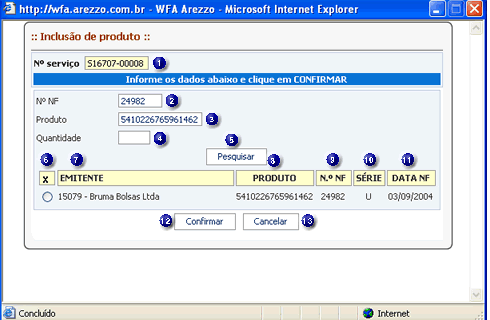 http://wfa.arezzo.com.br - WFA Arezzo - Microsoft Internet Explorer
:: Inclusão de produto ::
Nº serviço S16707-00008 1
Informe os dados abaixo e clique em CONFIRMAR
Nº NF 24982 2
Produto 5410226765961462 3
Quantidade 4
5
Pesquisar
6 7 8 9 10 11
X EMITENTE PRODUTO N.º NF SÉRIE DATA NF
15079 - Bruma Bolsas Ltda 5410226765961462 24982 U 03/09/2004
12 Confirmar Cancelar 13
Concluído Internet